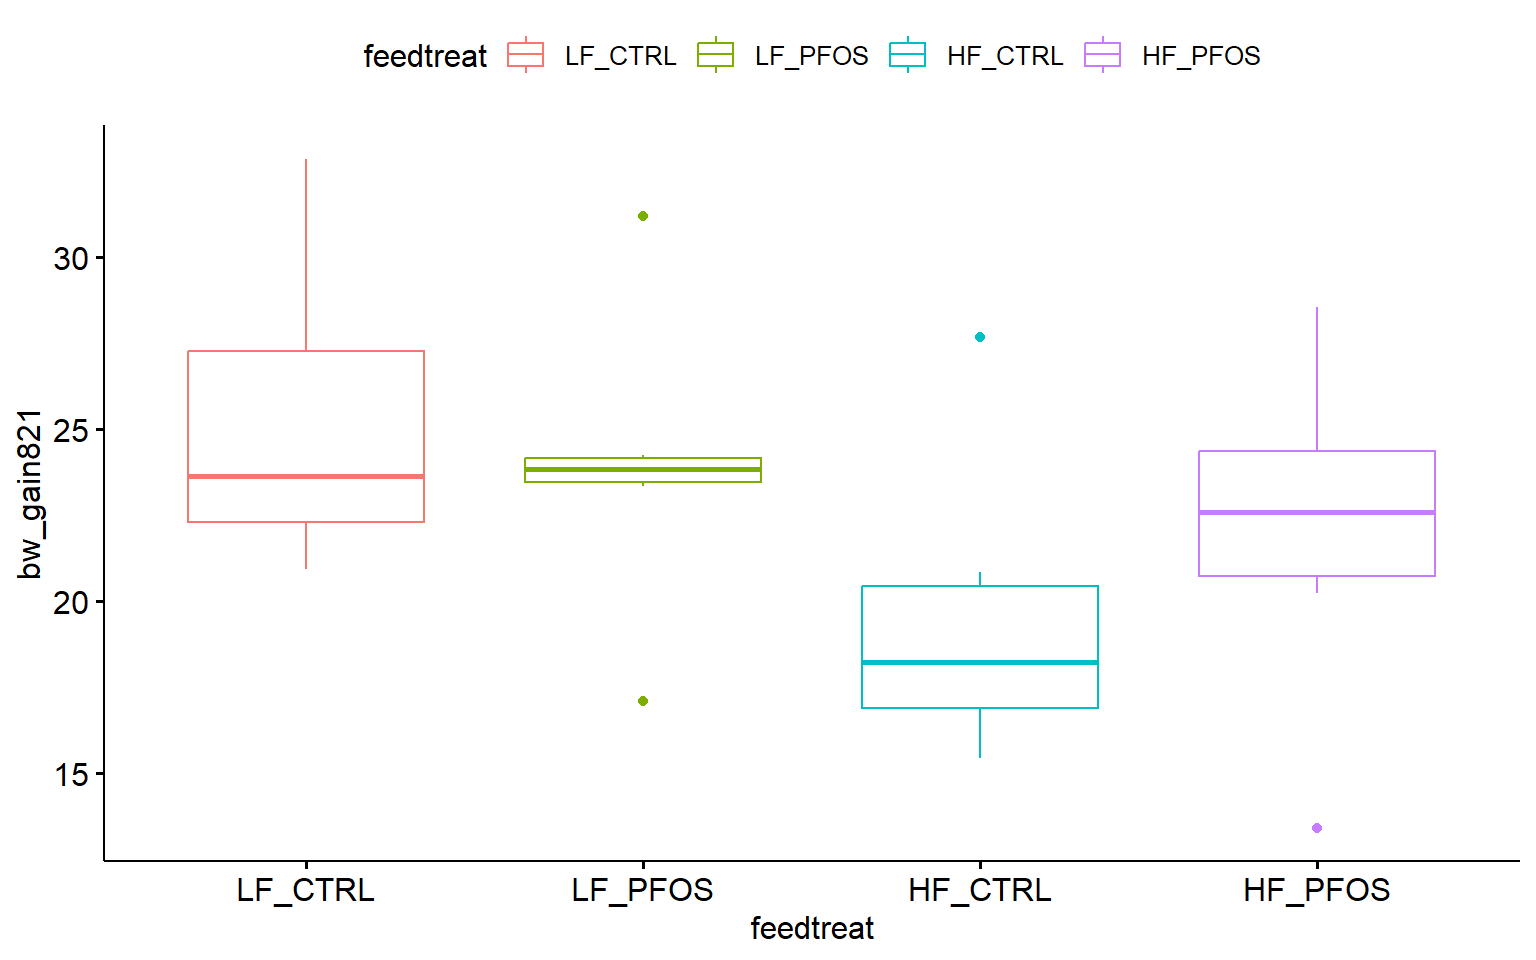 feedtreat LF_CTRL LF_PFOS HF_CTRL HF_PFOS
30
25
20
15
bw_gain821
LF_CTRL LF_PFOS HF_CTRL HF_PFOS
feedtreat